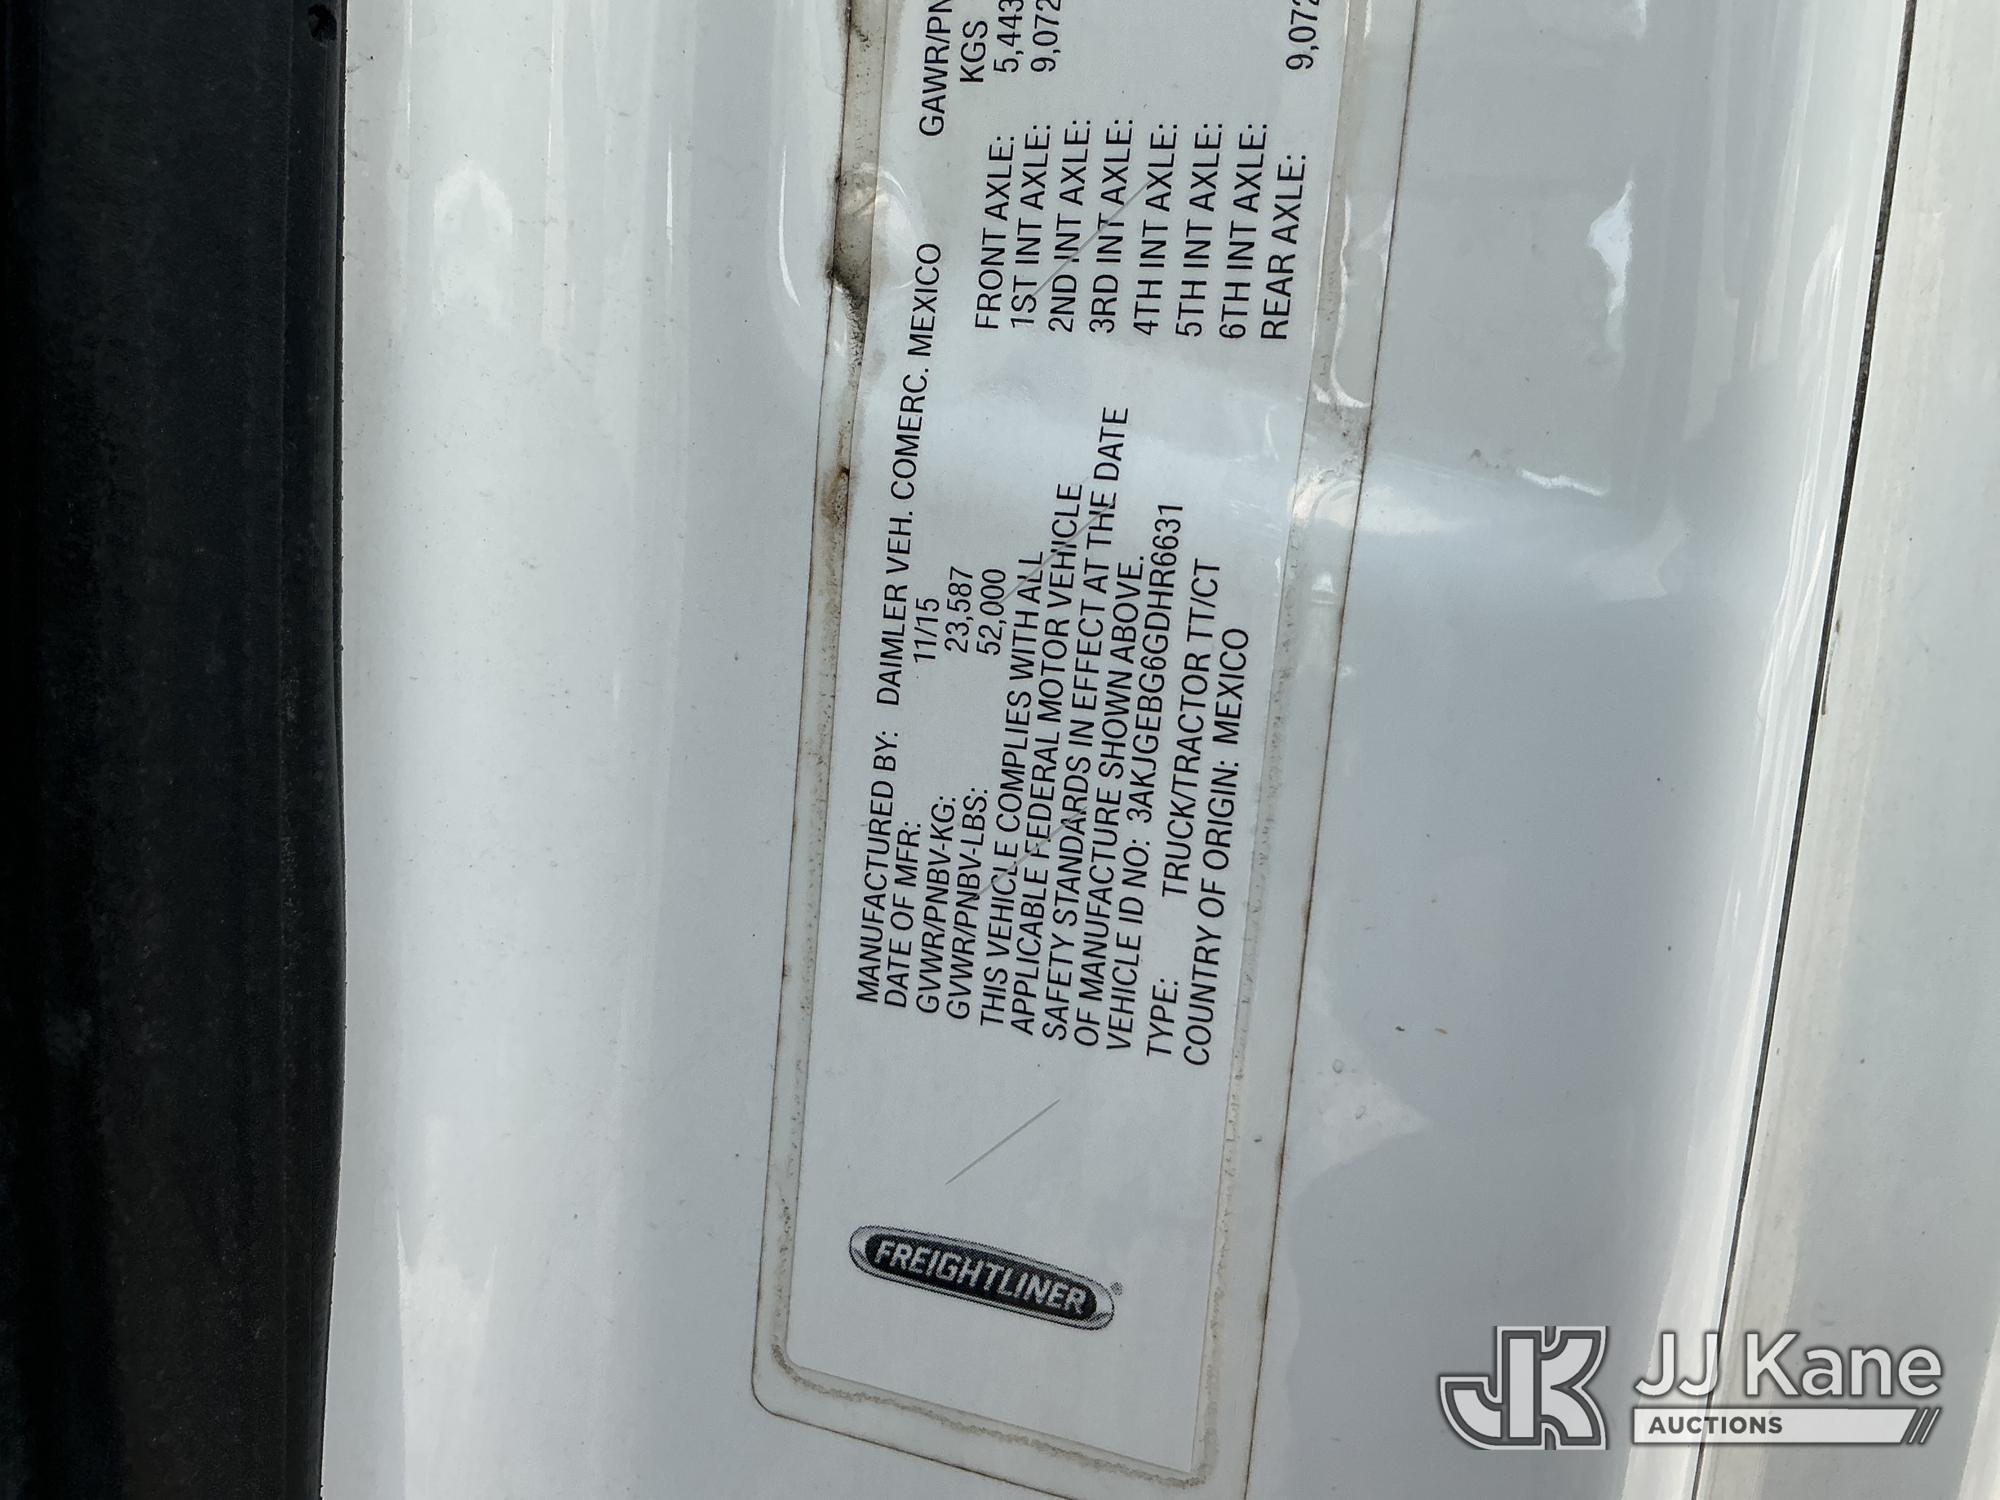 FREIGHTLINER®
MANUFACTURED BY: DAIMLER VEH. COMERC. MEXICO
DATE OF MFR: 11/15
GVWR/PNBV-KG: 23,587
GVWR/PNBV-LBS: 52,000
THIS VEHICLE COMPLIES WITH ALL
APPLICABLE FEDERAL MOTOR VEHICLE
SAFETY STANDARDS IN EFFECT AT THE DATE
OF MANUFACTURE SHOWN ABOVE.
VEHICLE ID NO: 3AKJGEBG6GDHR6631
TYPE: TRUCK/TRACTOR TT/CT
COUNTRY OF ORIGIN: MEXICO
GAWR/PN
KGS
FRONT AXLE: 5,443
1ST INT AXLE: 9,072
2ND INT AXLE:
3RD INT AXLE:
4TH INT AXLE:
5TH INT AXLE:
6TH INT AXLE:
REAR AXLE: 9,072
JK JJ Kane
AUCTIONS